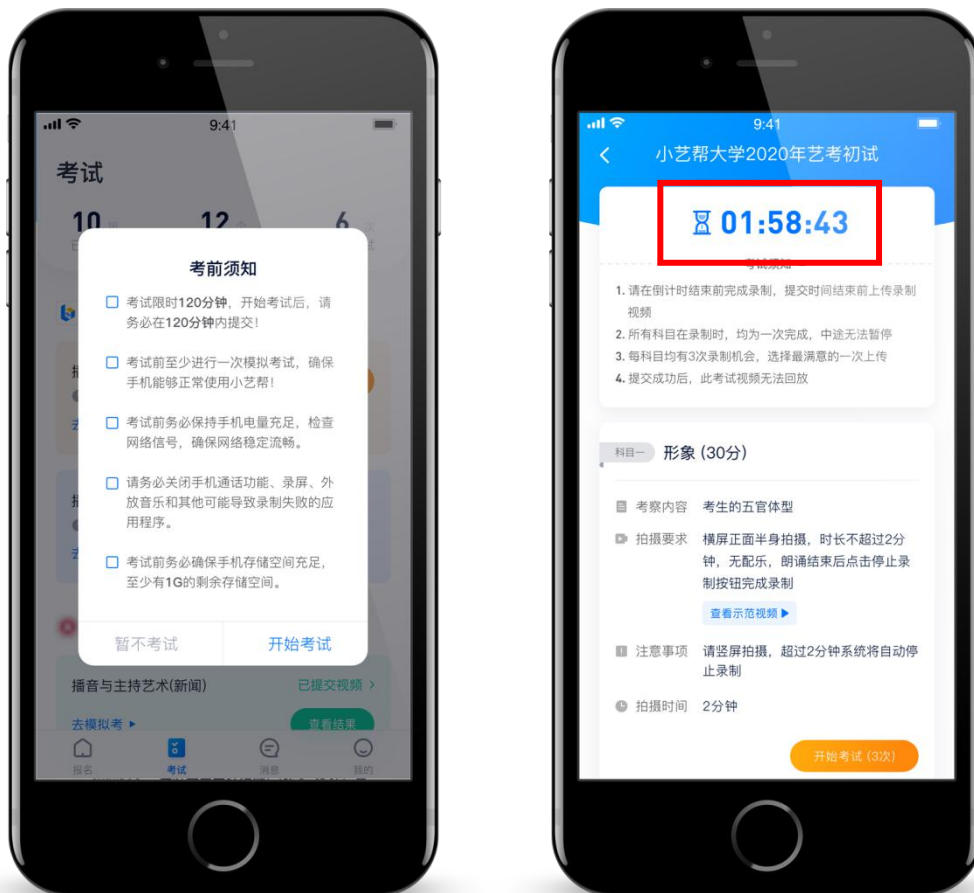 9:41
考试
10
12
6
考前须知
考试限时120分钟，开始考试后，请
务必在120分钟内提交！
考试前至少进行一次模拟考试，确保
手机能够正常使用小艺帮！
考试前务必保持手机电量充足，检查
网络信号，确保网络稳定流畅。
请务必关闭手机通话功能、录屏、外
放音乐和其他可能导致录制失败的应
用程序。
考试前务必确保手机存储空间充足，
至少有1G的剩余存储空间。
暂不考试 开始考试
播音与主持艺术(新闻) 已提交视频
去模拟考 查看结果
报名 考试 消息 我的
9:41
小艺帮大学2020年艺考初试
01:58:43
考试须知
1. 请在倒计时结束前完成录制，提交时间结束前上传录制
视频
2. 所有科目在录制时，均为一次完成，中途无法暂停
3. 每科目均有3次录制机会，选择最满意的一次上传
4. 提交成功后，此考试视频无法回放
科目一 形象 (30分)
考察内容 考生的五官体型
拍摄要求 横屏正面半身拍摄，时长不超过2分
钟，无配乐，朗诵结束后点击停止录
制按钮完成录制
查看示范视频
注意事项 请竖屏拍摄，超过2分钟系统将自动停
止录制
拍摄时间 2分钟
开始考试 (3次)